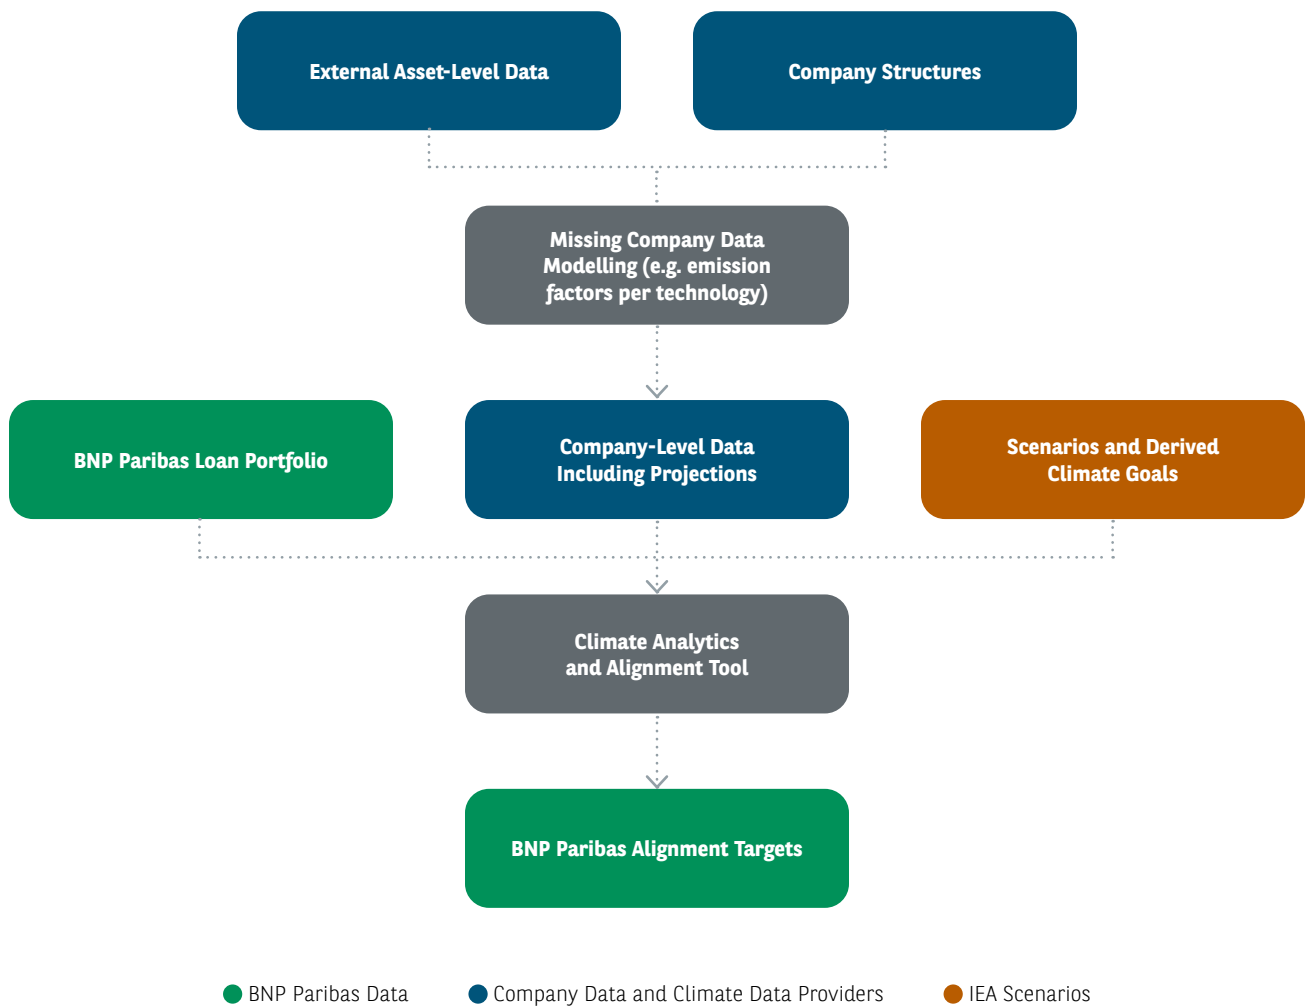 External Asset-Level Data
Company Structures
Missing Company Data
Modelling (e.g. emission
factors per technology)
BNP Paribas Loan Portfolio
Company-Level Data
Including Projections
Scenarios and Derived
Climate Goals
Climate Analytics
and Alignment Tool
BNP Paribas Alignment Targets
BNP Paribas Data
Company Data and Climate Data Providers
IEA Scenarios